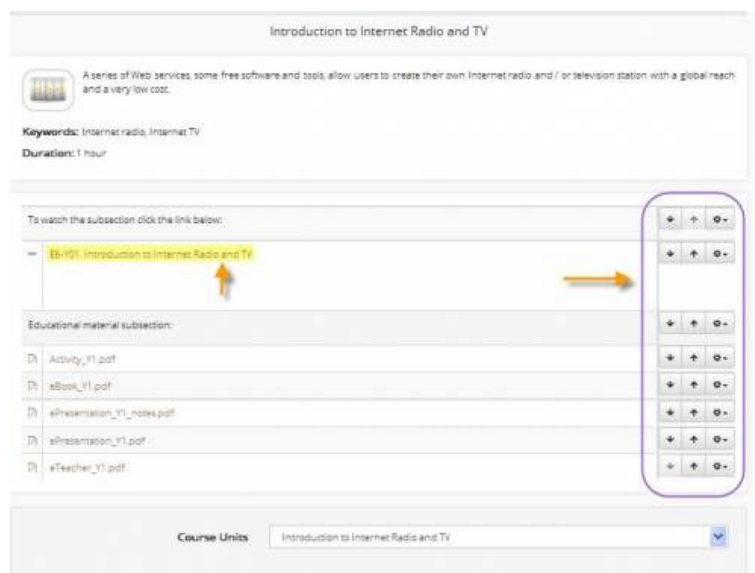 Introduction to Internet Radio and TV
A series of Web services, some free software and tools, allow users to create their own Internet radio and / or television station with a global reach
and a very low cost.
Keywords: Internet radio, Internet TV
Duration: 1 hour
To watch the subsection click the link below:
E6-Y01. Introduction to Internet Radio and TV
Educational material subsection:
Activity_Y1.pdf
eBook_Y1.pdf
ePresentation_Y1_notes.pdf
ePresentation_Y1.pdf
eTeacher_Y1.pdf
Course Units
Introduction to Internet Radio and TV